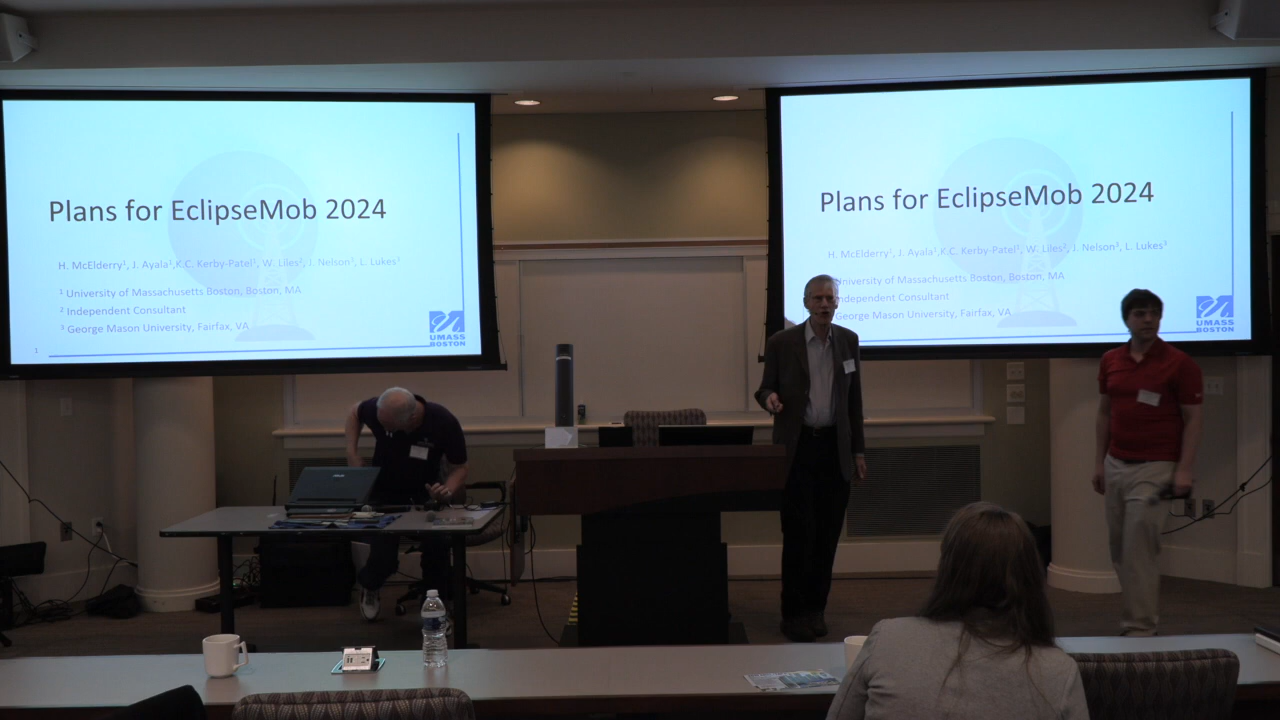 Plans for EclipseMob 2024
H. McElderry¹, J. Ayala¹,K.C. Kerby-Patel¹, W. Liles², J. Nelson³, L. Lukes³
¹ University of Massachusetts Boston, Boston, MA
² Independent Consultant
³ George Mason University, Fairfax, VA
UMASS
BOSTON
1
Plans for EclipseMob 2024
H. McElderry¹, J. Ayala¹,K.C. Kerby-Patel¹, W. Liles², J. Nelson³, L. Lukes³
University of Massachusetts Boston, Boston, MA
Independent Consultant
George Mason University, Fairfax, VA
UMASS
BOSTON
ASUS